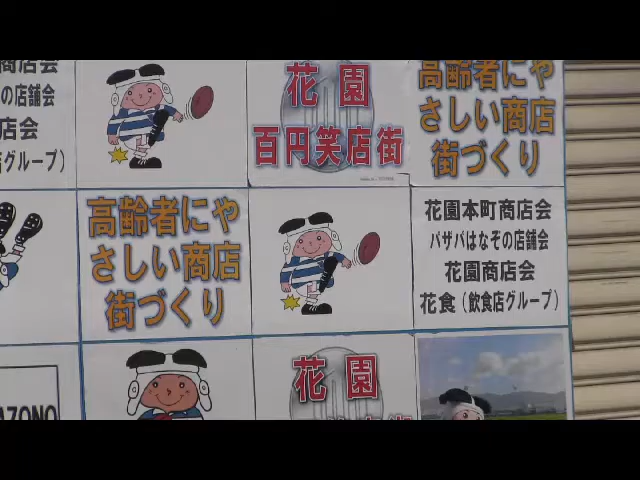 商店会
の店舗会
店会
グループ）
花園
百円笑店街
高齢者にや
さしい商店
街づくり
高齢者にや
さしい商店
街づくり
花園本町商店会
バザバはなぞの店舗会
花園商店会
花食（飲食店グループ）
AZONO
花園